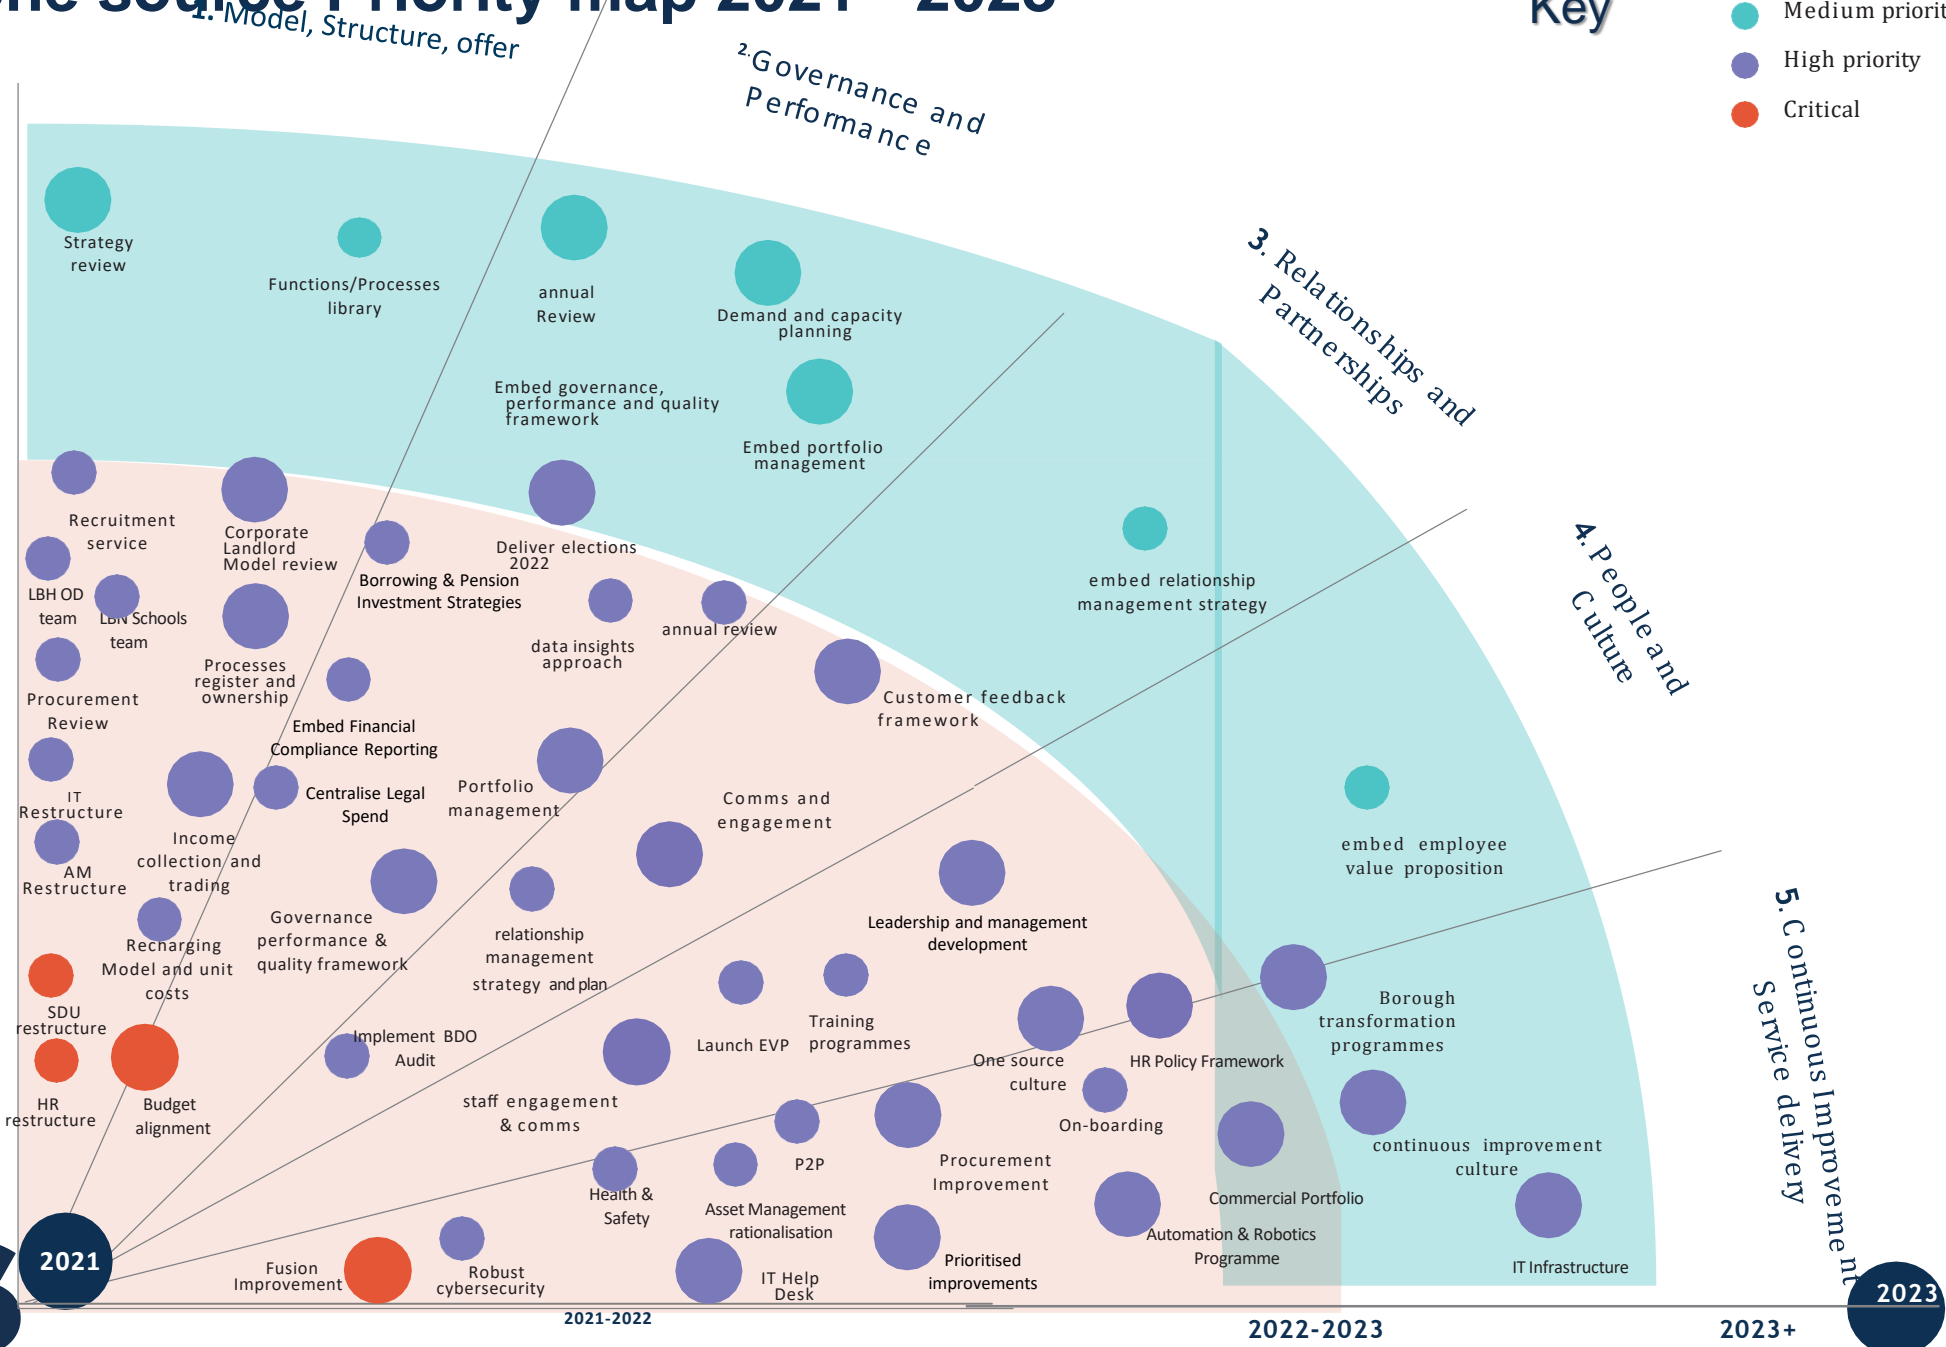 Priority map 2021 - 2023
Key
Medium priorit
High priority
Critical
1. Model, Structure, offer
2. Governance and
Performance
3. Relationships and
Partnerships
4. People and
Culture
5. Continuous Improvement
Service delivery
Strategy
review
Functions/Processes
library
annual
Review
Demand and capacity
planning
Embed governance,
performance and quality
framework
Embed portfolio
management
Recruitment
service
Corporate
Landlord
Model review
Deliver elections
2022
Borrowing & Pension
Investment Strategies
embed relationship
management strategy
LBH OD
team
LBN Schools
team
data insights
approach
annual review
Processes
register and
ownership
Procurement
Review
Customer feedback
framework
Embed Financial
Compliance Reporting
IT
Restructure
Centralise Legal
Spend
Portfolio
management
Comms and
engagement
Income
collection and
trading
embed employee
value proposition
AM
Restructure
Governance
performance &
quality framework
relationship
management
strategy and plan
Leadership and management
development
Recharging
Model and unit
costs
SDU
restructure
Borough
transformation
programmes
Implement BDO
Audit
Launch EVP
Training
programmes
One source
culture
HR Policy Framework
HR
restructure
Budget
alignment
staff engagement
& comms
On-boarding
continuous improvement
culture
P2P
Procurement
Improvement
Health &
Safety
Asset Management
rationalisation
Commercial Portfolio
Automation & Robotics
Programme
2021
Fusion
Improvement
Robust
cybersecurity
IT Help
Desk
Prioritised
improvements
IT Infrastructure
2023
2021-2022
2022-2023
2023+